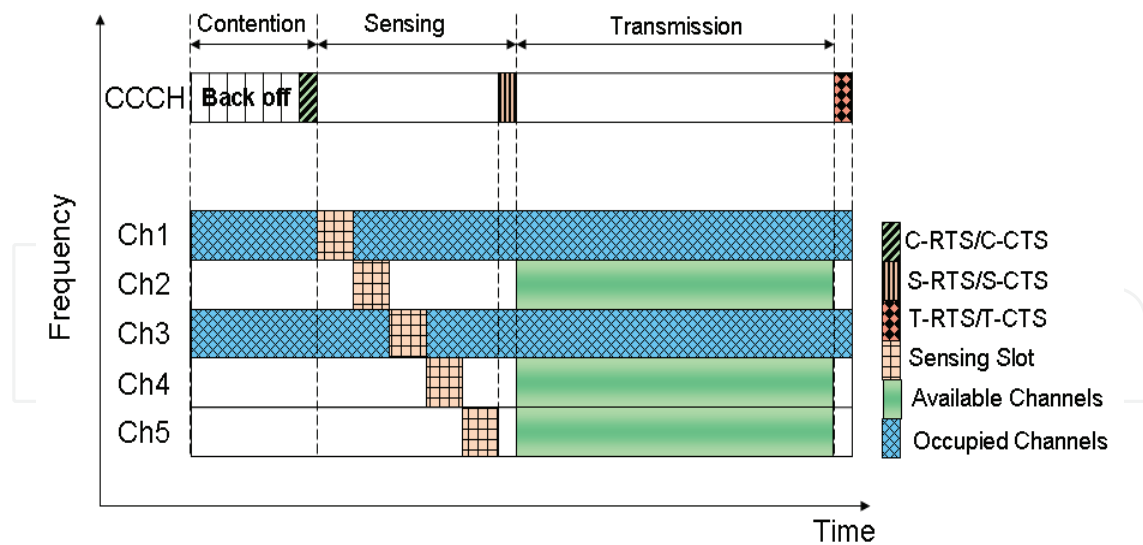 Contention Sensing Transmission
CCCH Back off
Frequency
Ch1
Ch2
Ch3
Ch4
Ch5
C-RTS/C-CTS
S-RTS/S-CTS
T-RTS/T-CTS
Sensing Slot
Available Channels
Occupied Channels
Time